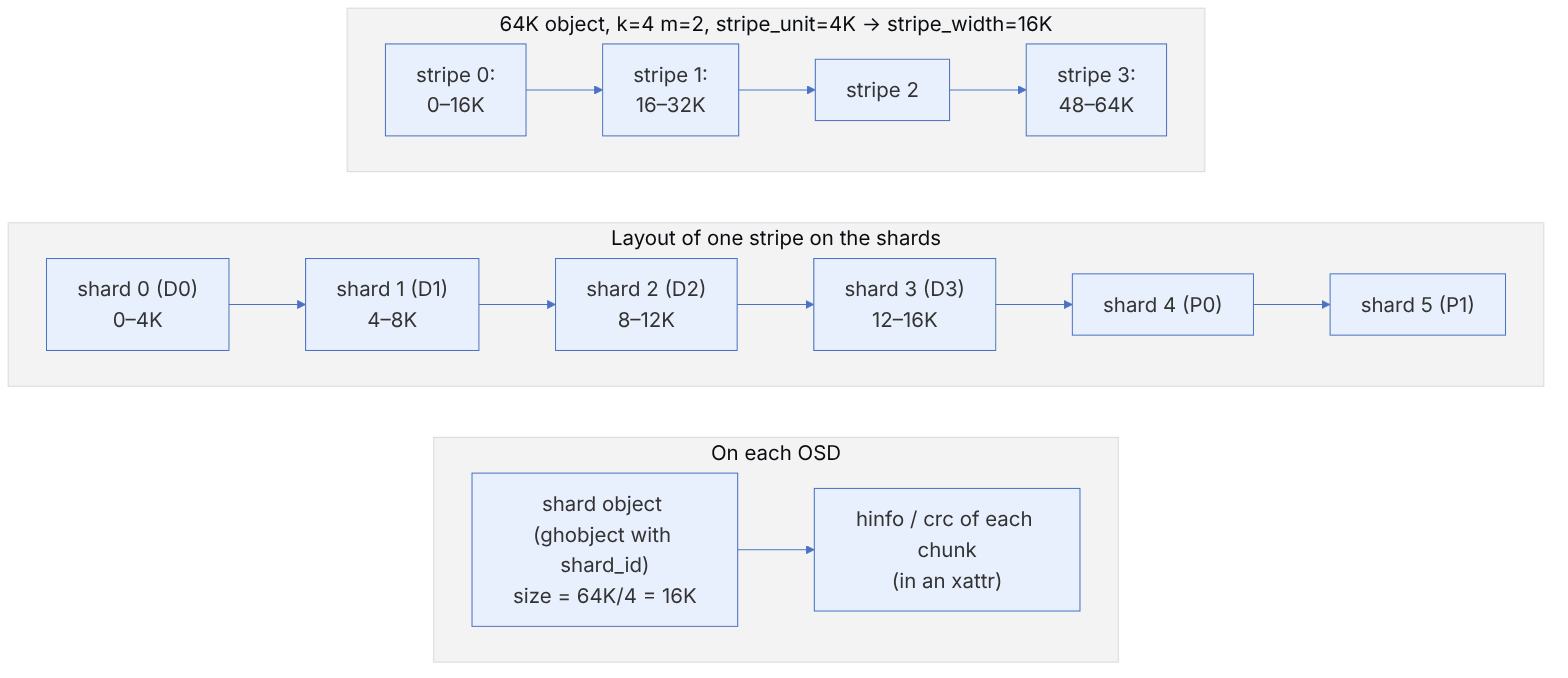 64K object, k=4 m=2, stripe_unit=4K → stripe_width=16K
stripe 0:
0–16K
stripe 1:
16–32K
stripe 2
stripe 3:
48–64K
Layout of one stripe on the shards
shard 0 (D0)
0–4K
shard 1 (D1)
4–8K
shard 2 (D2)
8–12K
shard 3 (D3)
12–16K
shard 4 (P0)
shard 5 (P1)
On each OSD
shard object
(ghobject with
shard_id)
size = 64K/4 = 16K
hinfo / crc of each
chunk
(in an xattr)